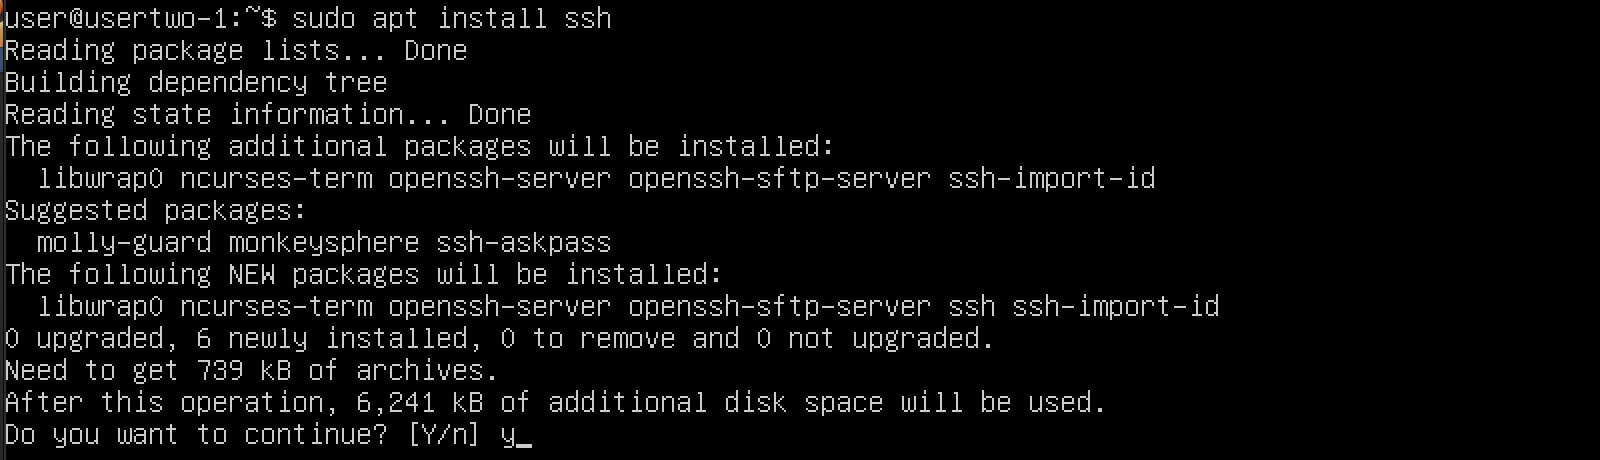 user@usertwo-1:~$ sudo apt install ssh
Reading package lists... Done
Building dependency tree
Reading state information... Done
The following additional packages will be installed:
  libwrap0 ncurses-term openssh-server openssh-sftp-server ssh-import-id
Suggested packages:
  molly-guard monkeysphere ssh-askpass
The following NEW packages will be installed:
  libwrap0 ncurses-term openssh-server openssh-sftp-server ssh ssh-import-id
0 upgraded, 6 newly installed, 0 to remove and 0 not upgraded.
Need to get 739 kB of archives.
After this operation, 6,241 kB of additional disk space will be used.
Do you want to continue? [Y/n] y_